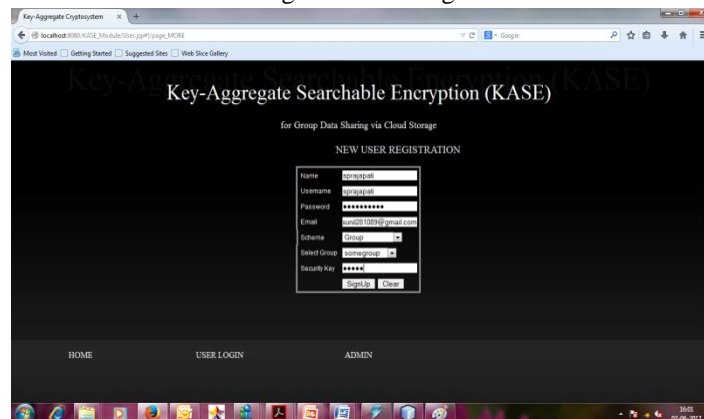 Key-Aggregate Cryptosystem
localhost:8080/KASE_Module/User.jsp#!/page_MORE
Google
Most Visited Getting Started Suggested Sites Web Slice Gallery
Key-Aggregate Searchable Encryption (KASE)
Key-Aggregate Searchable Encryption (KASE)
for Group Data Sharing via Cloud Storage
NEW USER REGISTRATION
Name sprajapati
Username sprajapati
Password ••••••••••
Email sunil281089@gmail.com
Scheme Group
Select Group somegroup
Security Key •••••
SignUp Clear
HOME USER LOGIN ADMIN
16:01